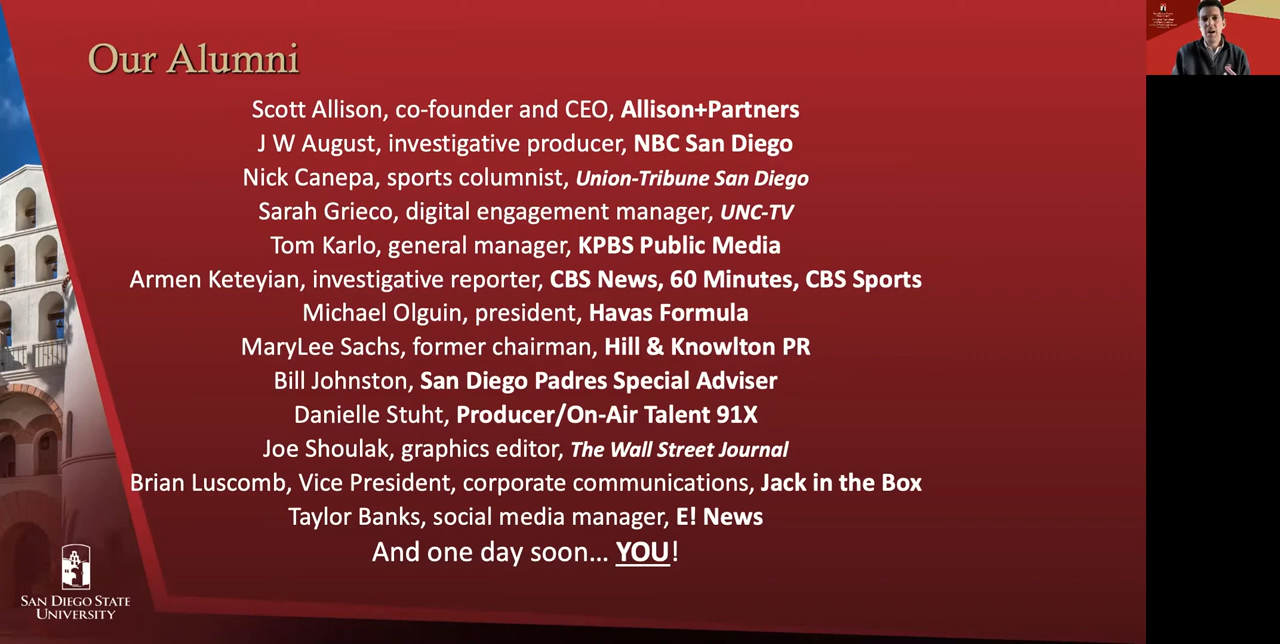 Our Alumni
Scott Allison, co-founder and CEO, Allison+Partners
J W August, investigative producer, NBC San Diego
Nick Canepa, sports columnist, Union-Tribune San Diego
Sarah Grieco, digital engagement manager, UNC-TV
Tom Karlo, general manager, KPBS Public Media
Armen Keteyian, investigative reporter, CBS News, 60 Minutes, CBS Sports
Michael Olguin, president, Havas Formula
MaryLee Sachs, former chairman, Hill & Knowlton PR
Bill Johnston, San Diego Padres Special Adviser
Danielle Stuht, Producer/On-Air Talent 91X
Joe Shoulak, graphics editor, The Wall Street Journal
Brian Luscomb, Vice President, corporate communications, Jack in the Box
Taylor Banks, social media manager, E! News
And one day soon... YOU!
SAN DIEGO STATE
UNIVERSITY